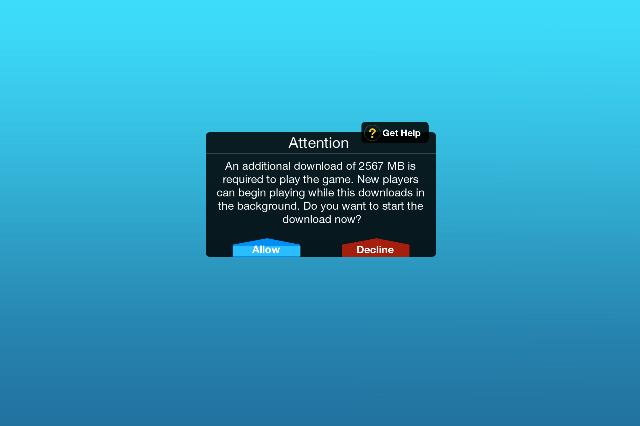 ? Get Help
Attention
An additional download of 2567 MB is
required to play the game. New players
can begin playing while this downloads in
the background. Do you want to start the
download now?
Allow
Decline